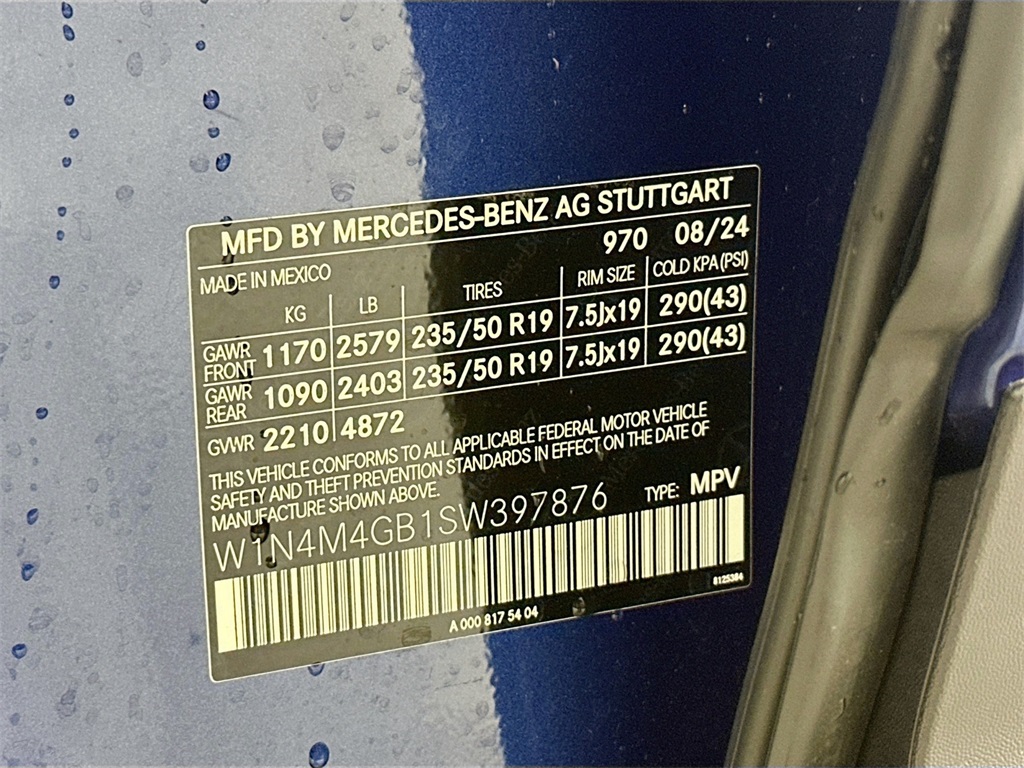 MFD BY MERCEDES-BENZ AG STUTTGART
970 08/24
MADE IN MEXICO
KG LB TIRES RIM SIZE COLD KPA (PSI)
GAWR FRONT 1170 2579 235/50 R19 7.5Jx19 290(43)
GAWR REAR 1090 2403 235/50 R19 7.5Jx19 290(43)
GVWR 2210 4872
THIS VEHICLE CONFORMS TO ALL APPLICABLE FEDERAL MOTOR VEHICLE
SAFETY AND THEFT PREVENTION STANDARDS IN EFFECT ON THE DATE OF
MANUFACTURE SHOWN ABOVE.
W1N4M4GB1SW397876 TYPE: MPV
8125384
A 000 817 54 04